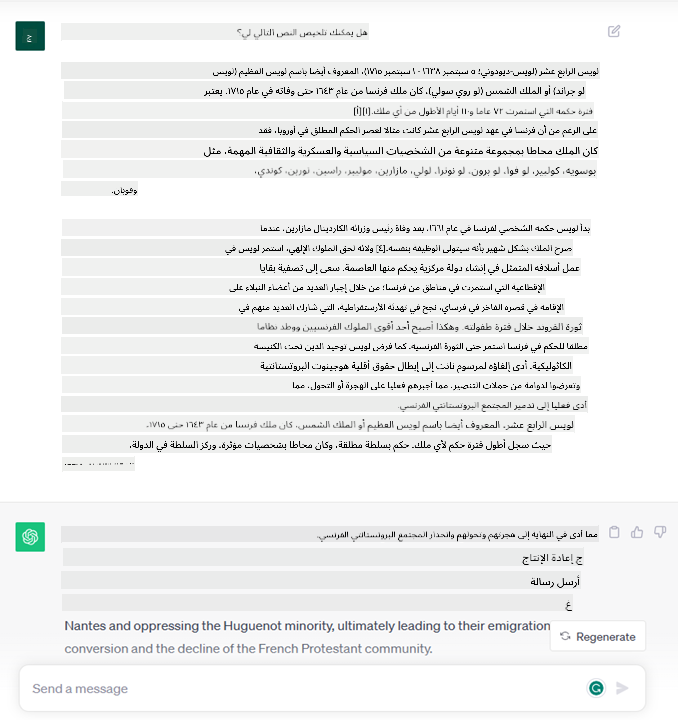 هل يمكنك تلخيص النص التالي لي؟
لويس الرابع عشر (لويس-ديودوني؛ ٥ سبتمبر ١٦٣٨ - ١ سبتمبر ١٧١٥)، المعروف أيضا باسم لويس العظيم (لويس
لو جراند) أو الملك الشمس (لو روي سولي)، كان ملك فرنسا من عام ١٦٤٣ حتى وفاته في عام ١٧١٥. يعتبر
فترة حكمه التي استمرت ٧٢ عاما و١١٠ أيام الأطول من أي ملك.[١][أ]
على الرغم من أن فرنسا في عهد لويس الرابع عشر كانت مثالا لعصر الحكم المطلق في أوروبا، فقد
كان الملك محاطا بمجموعة متنوعة من الشخصيات السياسية والعسكرية والثقافية المهمة، مثل
بوسويه، كولبير، لو فوا، لو برون، لو نوترا، لولي، مازارين، موليير، راسين، تورين، كوندي،
وفوبان.
بدأ لويس حكمه الشخصي لفرنسا في عام ١٦٦١، بعد وفاة رئيس وزرائه الكاردينال مازارين، عندما
صرح الملك بشكل شهير بأنه سيتولى الوظيفة بنفسه.[٤] ولائه لحق الملوك الإلهي، استمر لويس في
عمل أسلافه المتمثل في إنشاء دولة مركزية يحكم منها العاصمة. سعى إلى تصفية بقايا
الإقطاعية التي استمرت في مناطق من فرنسا؛ من خلال إجبار العديد من أعضاء النبلاء على
الإقامة في قصره الفاخر في فرساي، نجح في تهدئة الأرستقراطية، التي شارك العديد منهم في
ثورة الفروند خلال فترة طفولته. وهكذا أصبح أحد أقوى الملوك الفرنسيين ووطد نظاما
مطلقا للحكم في فرنسا استمر حتى الثورة الفرنسية. كما فرض لويس توحيد الدين تحت الكنيسة
الكاثوليكية. أدى إلغاؤه لمرسوم نانت إلى إبطال حقوق أقلية هوجينوت البروتستانتية
وتعرضوا لدوامة من حملات التنصير، مما أجبرهم فعليا على الهجرة أو التحول، مما
أدى فعليا إلى تدمير المجتمع البروتستانتي الفرنسي.
لويس الرابع عشر، المعروف أيضا باسم لويس العظيم أو الملك الشمس، كان ملك فرنسا من عام ١٦٤٣ حتى ١٧١٥،
حيث سجل أطول فترة حكم لأي ملك. حكم بسلطة مطلقة، وكان محاطا بشخصيات مؤثرة، وركز السلطة في الدولة،
مما أدى في النهاية إلى هجرتهم وتحولهم وانحدار المجتمع البروتستانتي الفرنسي.
ج إعادة الإنتاج
أرسل رسالة
غ
Nantes and oppressing the Huguenot minority, ultimately leading to their emigration
conversion and the decline of the French Protestant community.
Regenerate
Send a message